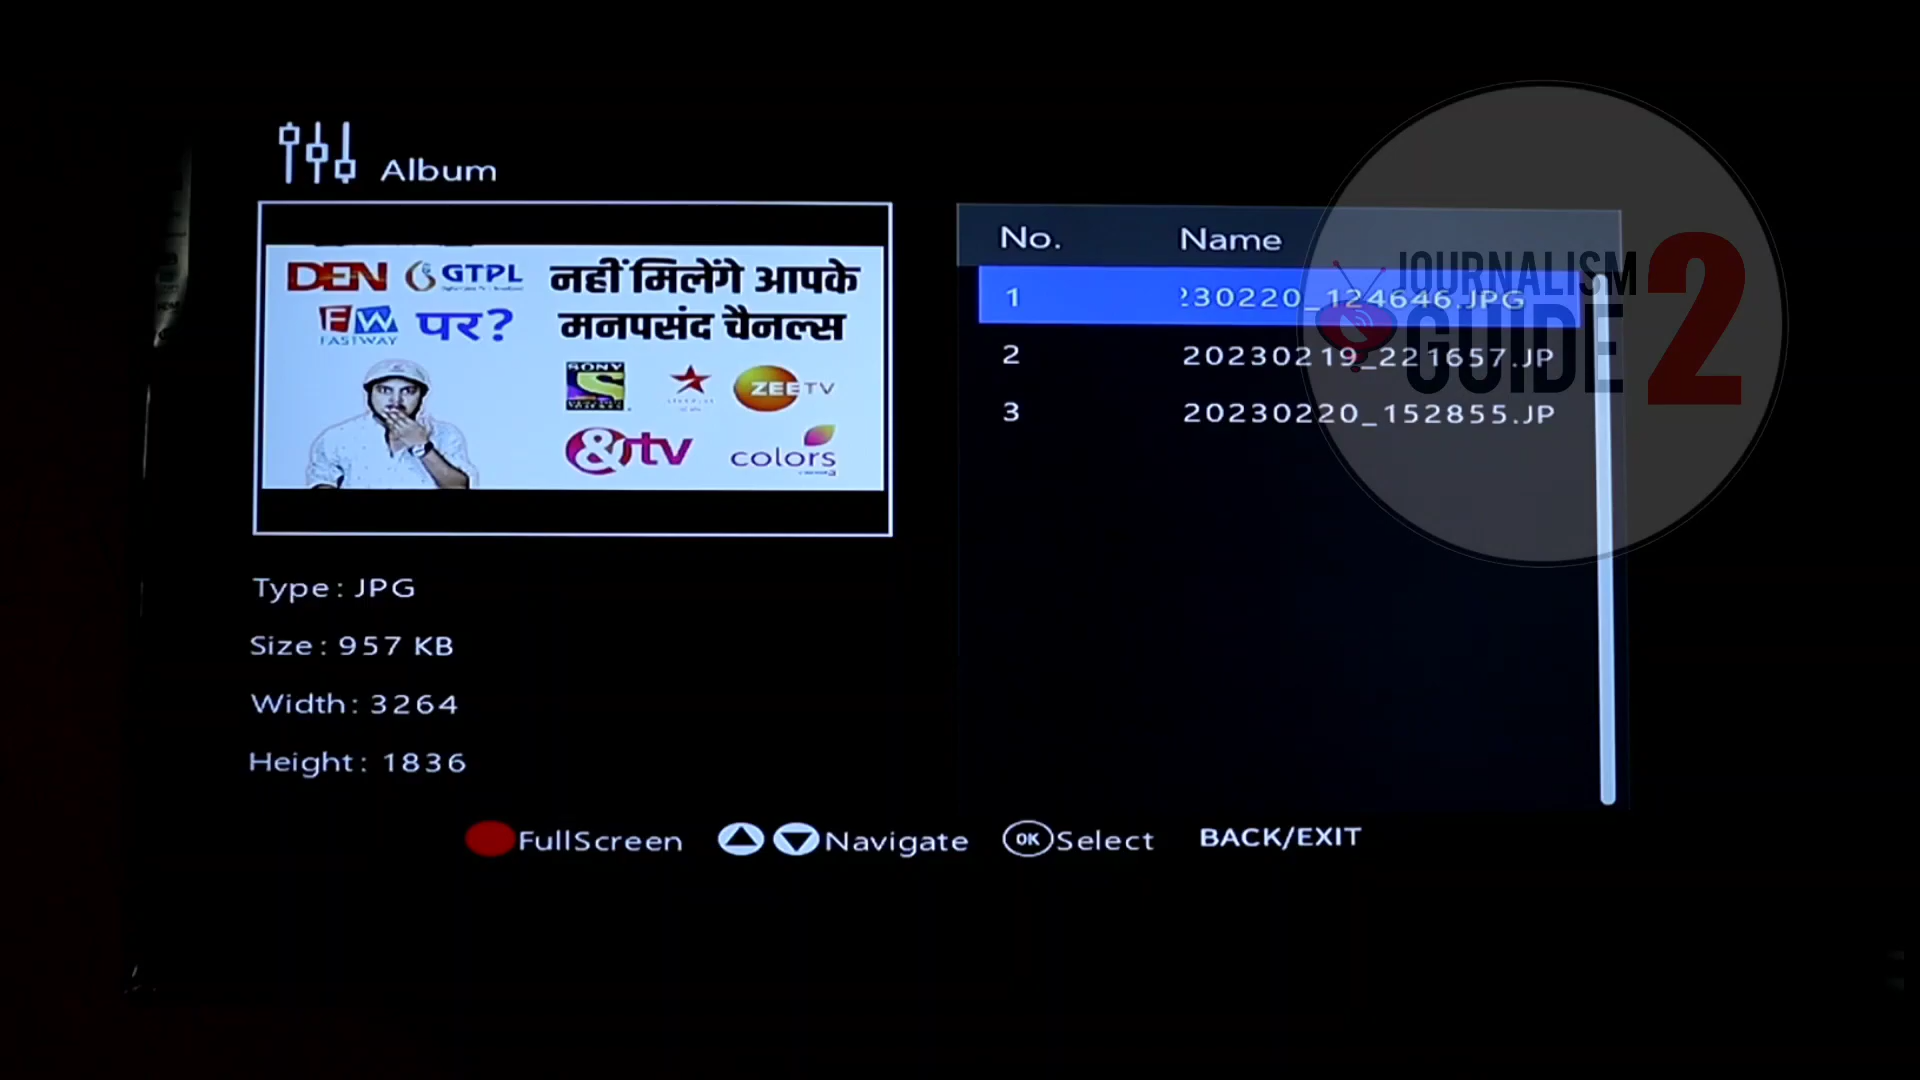 Album
DEN GTPL नहीं मिलेंगे आपके
FW पर? मनपसंद चैनल्स
FASTWAY
SONY
ZEE TV
&tv colors
Type : JPG
Size : 957 KB
Width : 3264
Height : 1836
No. Name
1 230220_124646.JPG
2 20230219_221657.JP
3 20230220_152855.JP
JOURNALISM
GUIDE 2
FullScreen Navigate OK Select BACK/EXIT